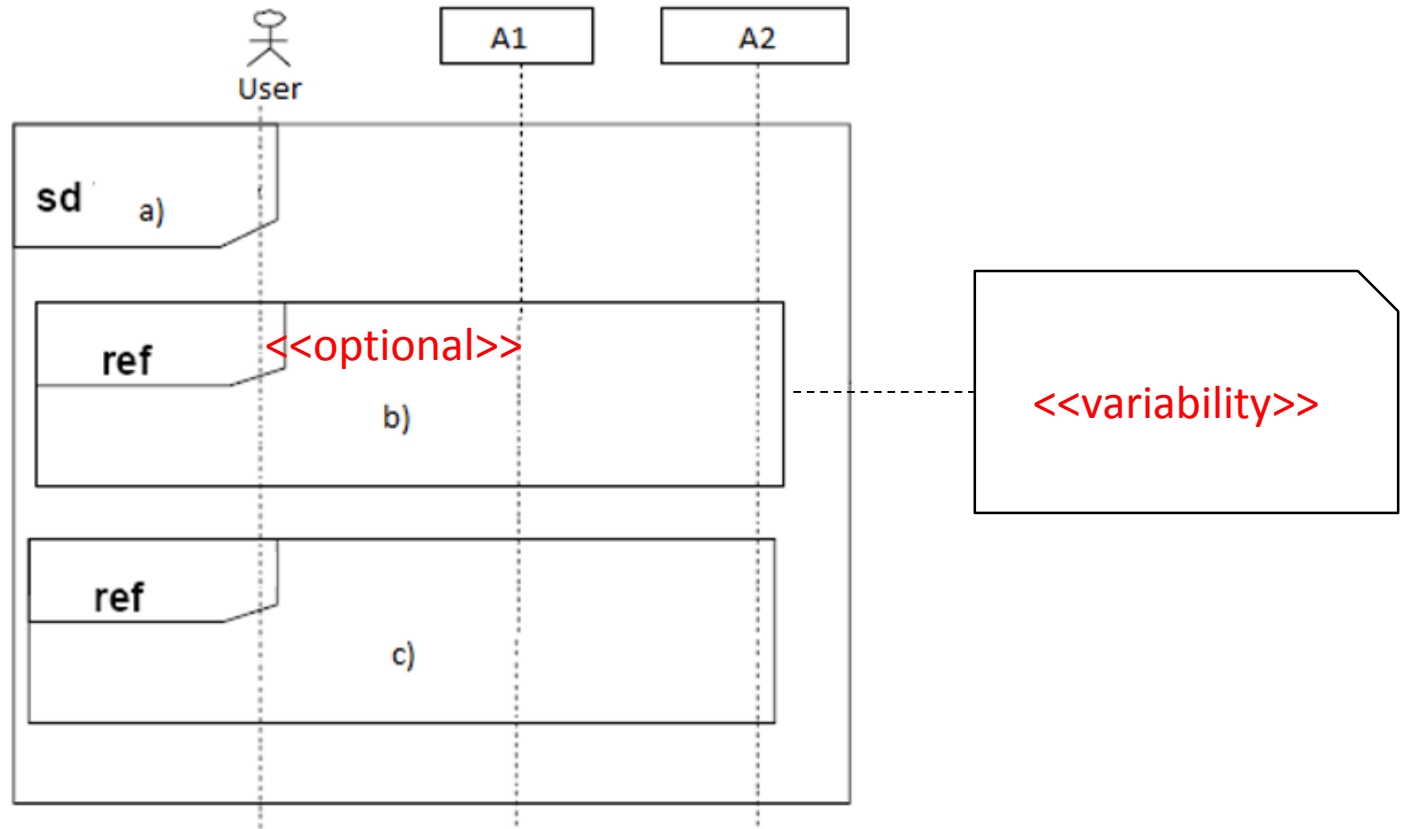 A1
A2
User
sd a)
ref <<optional>>
b)
<<variability>>
ref
c)